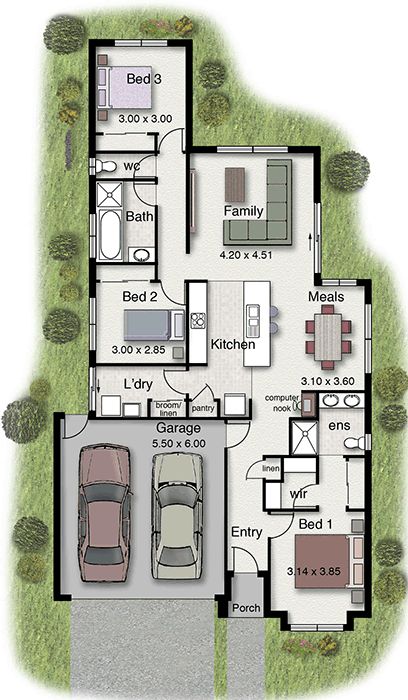 Bed 3
3.00 x 3.00
wc
Bath
Family
4.20 x 4.51
Bed 2
3.00 x 2.85
Meals
3.10 x 3.60
Kitchen
L'dry
broom/
linen
pantry
computer
nook
ens
Garage
5.50 x 6.00
linen
wir
Entry
Bed 1
3.14 x 3.85
Porch